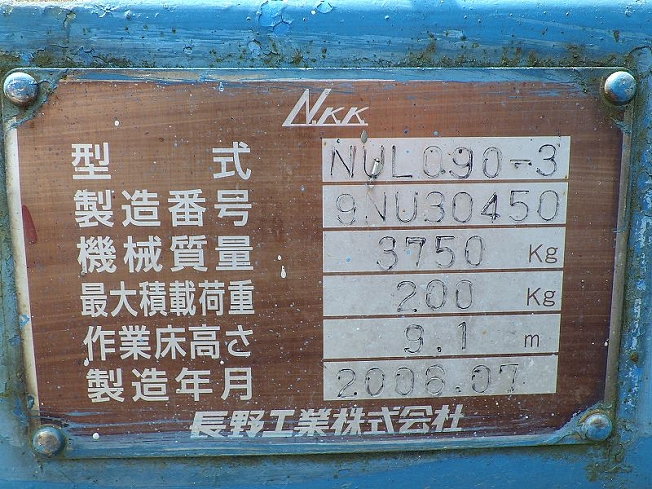 NKK
型式 NUL090-3
製造番号 9NU30450
機械質量 3750 Kg
最大積載荷重 200 Kg
作業床高さ 9.1 m
製造年月 2006.07
長野工業株式会社